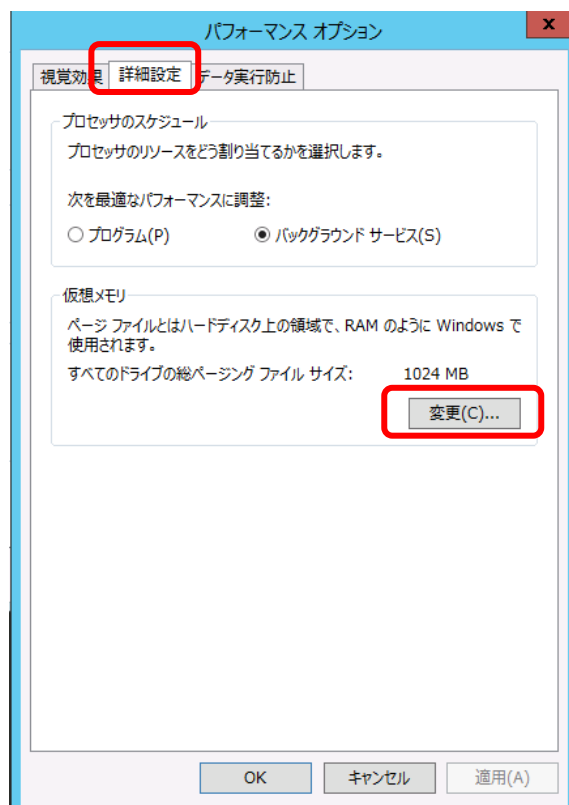 パフォーマンス オプション
x
視覚効果 詳細設定 データ実行防止
プロセッサのスケジュール
プロセッサのリソースをどう割り当てるかを選択します。
次を最適なパフォーマンスに調整:
プログラム(P) バックグラウンド サービス(S)
仮想メモリ
ページ ファイルとはハードディスク上の領域で、RAM のように Windows で
使用されます。
すべてのドライブの総ページング ファイル サイズ: 1024 MB
変更(C)...
OK キャンセル 適用(A)